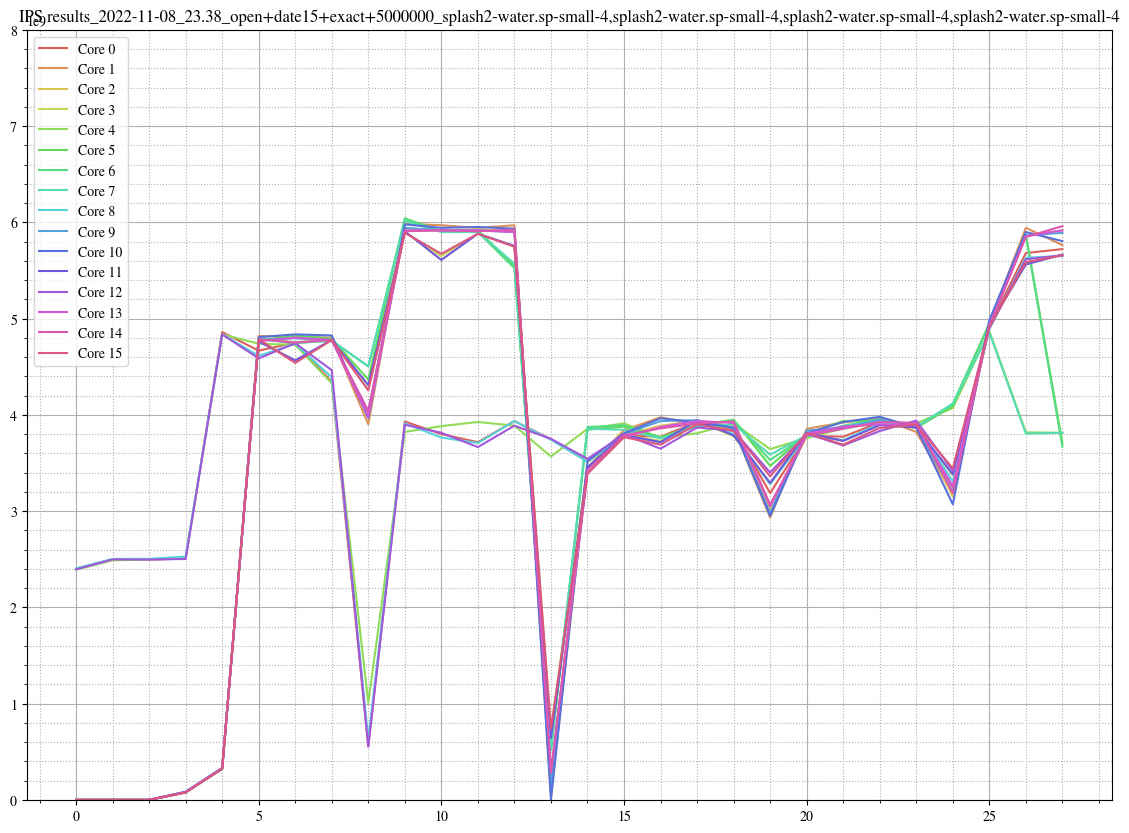 IPS results_2022-11-08_23.38_open+date15+exact+5000000_splash2-water.sp-small-4,splash2-water.sp-small-4,splash2-water.sp-small-4,splash2-water.sp-small-4
1e9
8
7
6
5
4
3
2
1
0
Core 0
Core 1
Core 2
Core 3
Core 4
Core 5
Core 6
Core 7
Core 8
Core 9
Core 10
Core 11
Core 12
Core 13
Core 14
Core 15
0 5 10 15 20 25